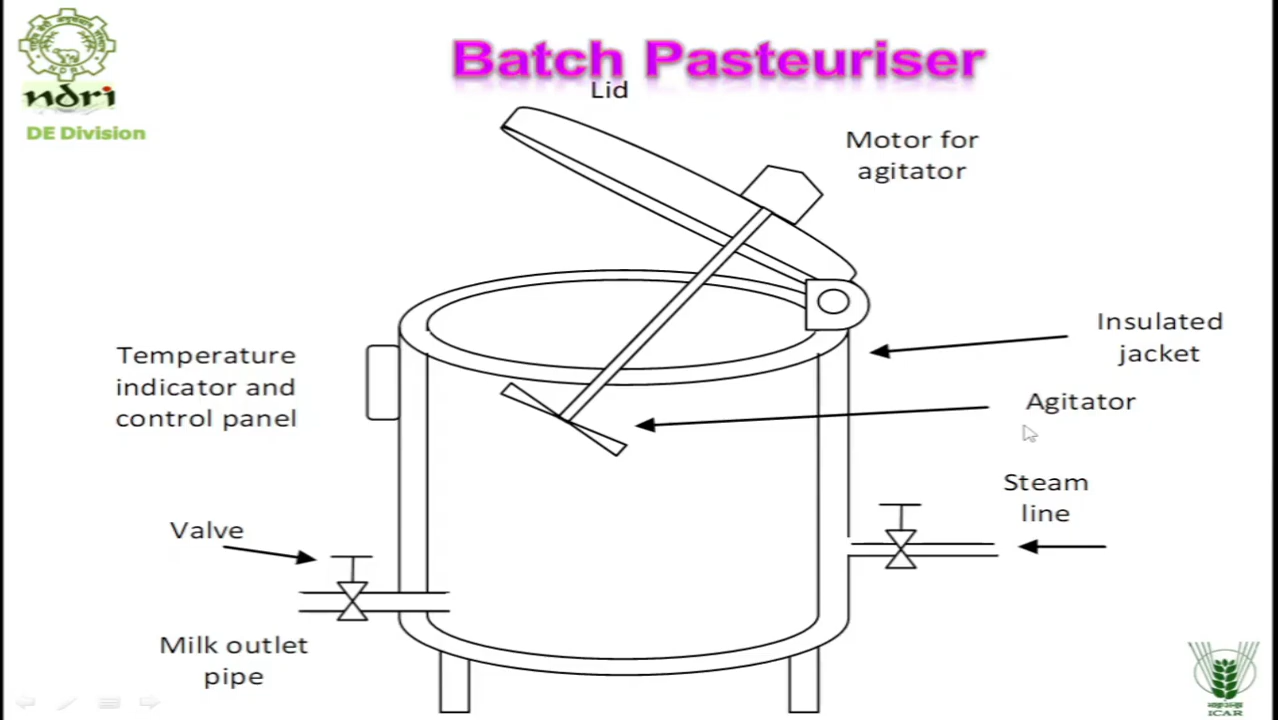 Batch Pasteuriser
ndri
DE Division
Lid
Motor for
agitator
Insulated
jacket
Temperature
indicator and
control panel
Agitator
Steam
line
Valve
Milk outlet
pipe
ICAR